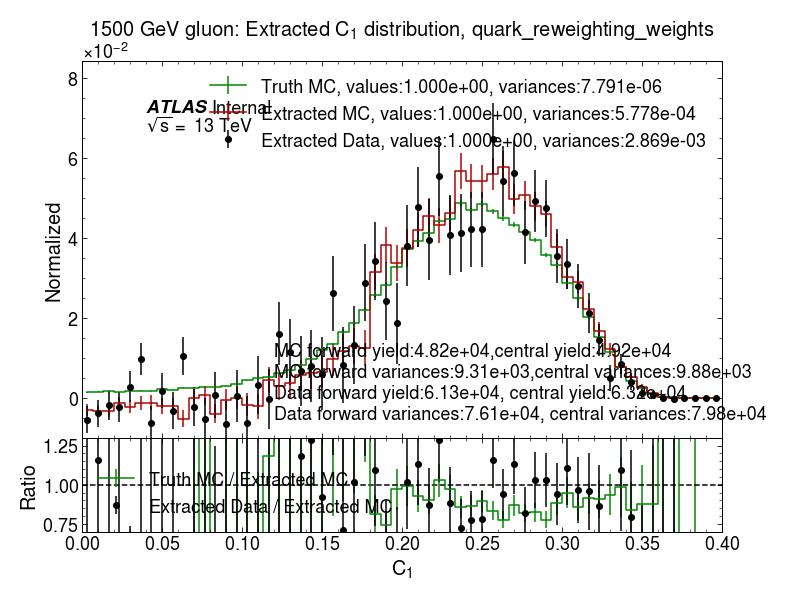 1500 GeV gluon: Extracted C₁ distribution, quark_reweighting_weights
×10⁻²
Truth MC, values:1.000e+00, variances:7.791e-06
ATLAS Internal
Extracted MC, values:1.000e+00, variances:5.778e-04
√s = 13 TeV
Extracted Data, values:1.000e+00, variances:2.869e-03
8
6
4
2
0
Normalized
MC forward yield:4.82e+04,central yield:4.92e+04
MC forward variances:9.31e+03,central variances:9.88e+03
Data forward yield:6.13e+04, central yield:6.32e+04
Data forward variances:7.61e+04, central variances:7.98e+04
1.25
1.00
0.75
Ratio
Truth MC / Extracted MC
Extracted Data / Extracted MC
0.00 0.05 0.10 0.15 0.20 0.25 0.30 0.35 0.40
C₁